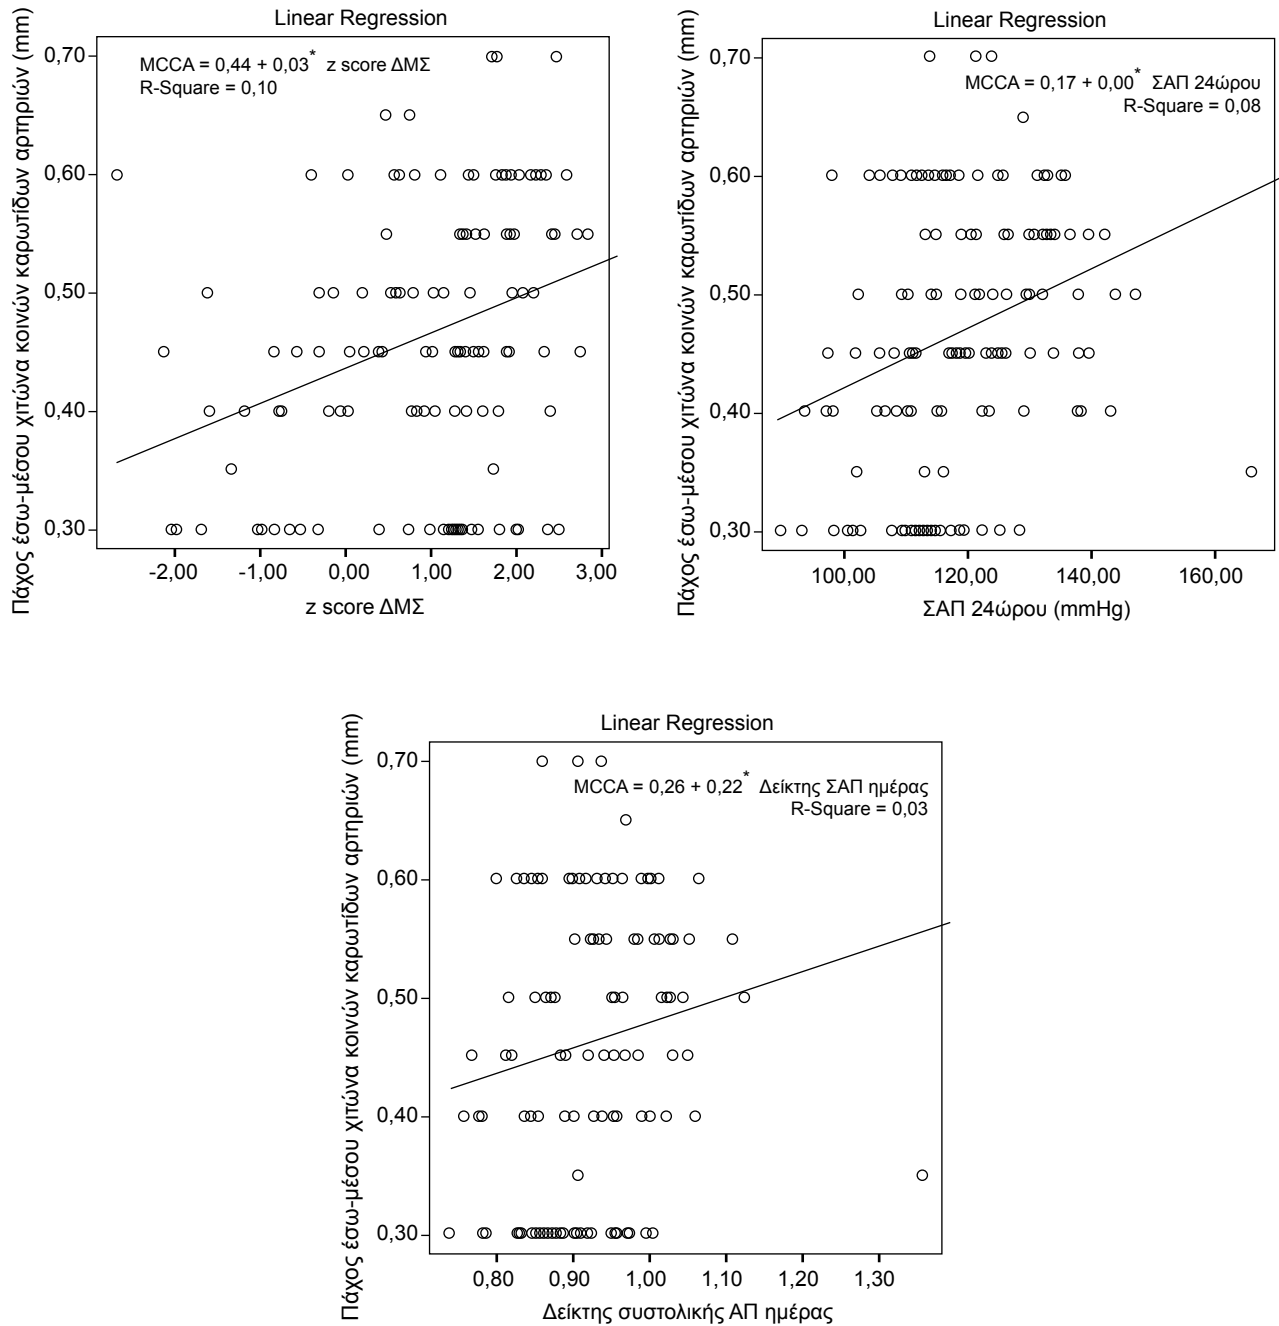 Linear Regression
Πάχος έσω-μέσου χιτώνα κοινών καρωτίδων αρτηριών (mm)
MCCA = 0,44 + 0,03* z score ΔΜΣ
R-Square = 0,10
0,70
0,60
0,50
0,40
0,30
-2,00 -1,00 0,00 1,00 2,00 3,00
z score ΔΜΣ
Linear Regression
Πάχος έσω-μέσου χιτώνα κοινών καρωτίδων αρτηριών (mm)
MCCA = 0,17 + 0,00* ΣΑΠ 24ώρου
R-Square = 0,08
0,70
0,60
0,50
0,40
0,30
100,00 120,00 140,00 160,00
ΣΑΠ 24ώρου (mmHg)
Linear Regression
Πάχος έσω-μέσου χιτώνα κοινών καρωτίδων αρτηριών (mm)
MCCA = 0,26 + 0,22* Δείκτης ΣΑΠ ημέρας
R-Square = 0,03
0,70
0,60
0,50
0,40
0,30
0,80 0,90 1,00 1,10 1,20 1,30
Δείκτης συστολικής ΑΠ ημέρας